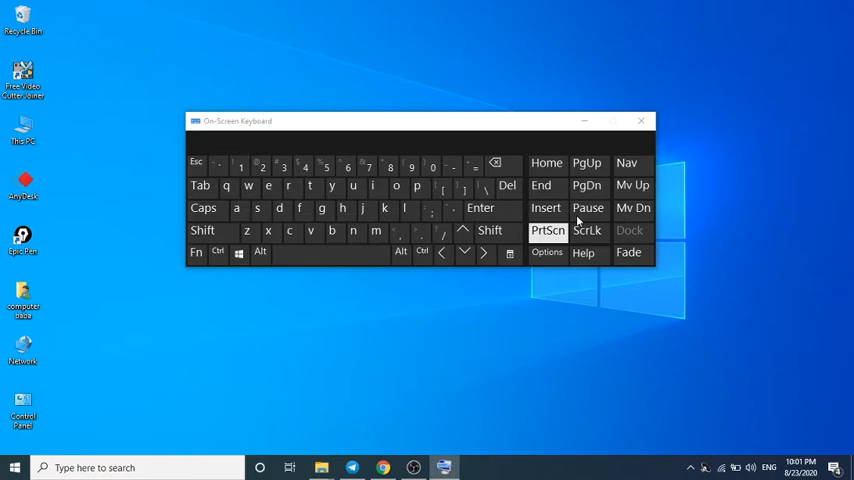 Recycle Bin
Free Video
Cutter Joiner
This PC
AnyDesk
Epic Pen
computer
baba
Network
Control
Panel
On-Screen Keyboard
Esc ~ ` ! 1 @ 2 # 3 $ 4 % 5 ^ 6 & 7 * 8 ( 9 ) 0 _ - + = Home PgUp Nav
Tab q w e r t y u i o p { [ } ] | \ Del End PgDn Mv Up
Caps a s d f g h j k l : ; " ' Enter Insert Pause Mv Dn
Shift z x c v b n m < , > . ? / Shift PrtScn ScrLk Dock
Fn Ctrl Alt Alt Ctrl Options Help Fade
Type here to search
ENG
10:01 PM
8/23/2020
4